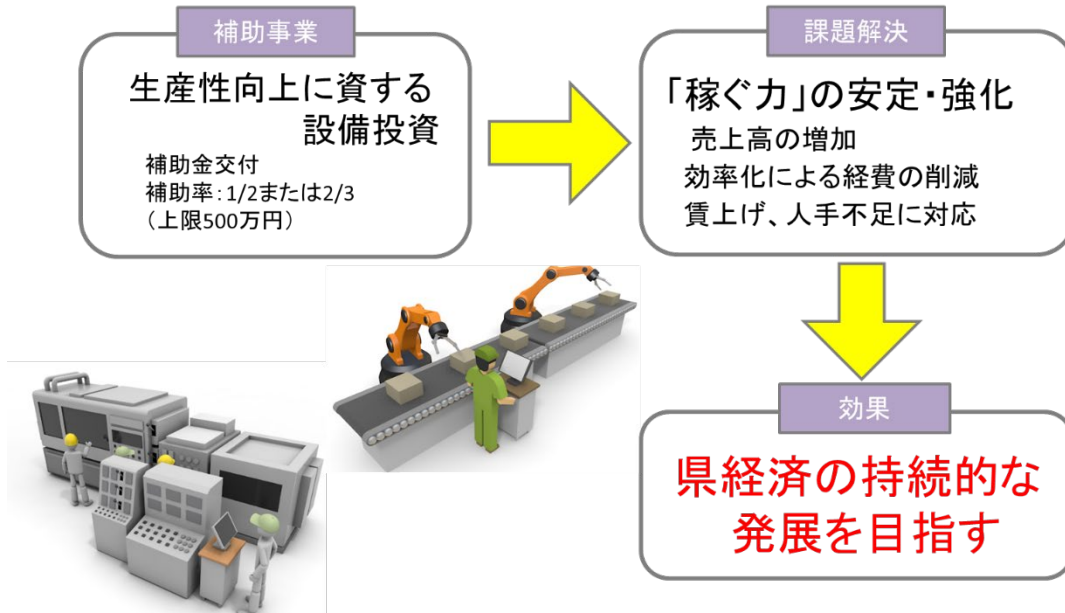 補助事業
生産性向上に資する
設備投資
補助金交付
補助率：1/2または2/3
（上限500万円）
課題解決
「稼ぐ力」の安定・強化
売上高の増加
効率化による経費の削減
賃上げ、人手不足に対応
効果
県経済の持続的な
発展を目指す